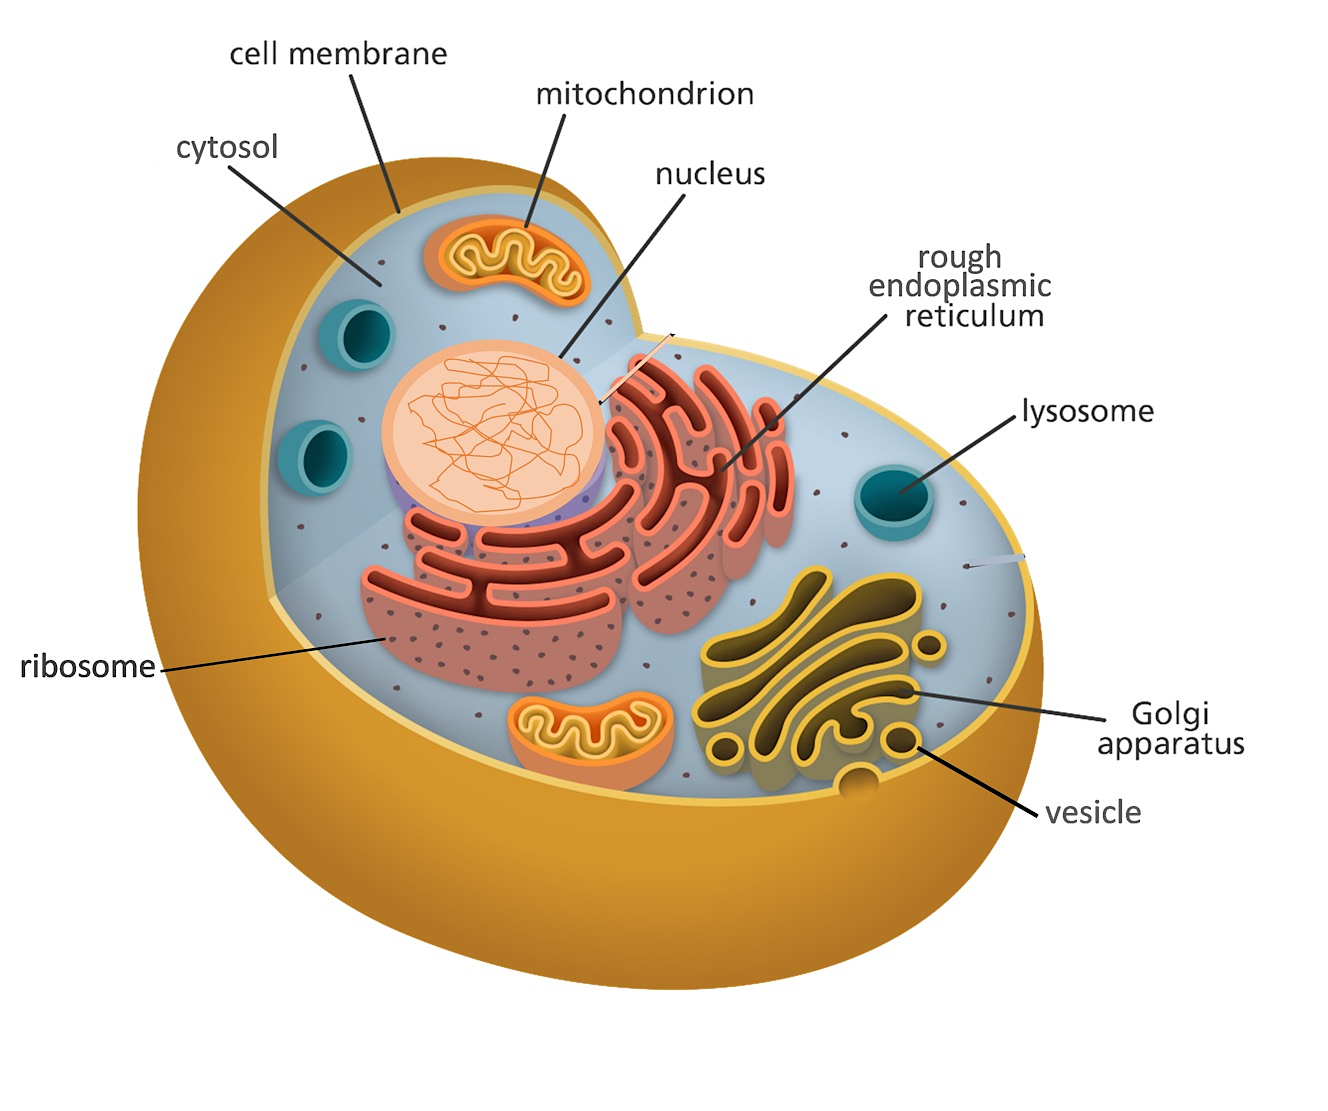 cell membrane
mitochondrion
cytosol
nucleus
rough
endoplasmic
reticulum
lysosome
ribosome
Golgi
apparatus
vesicle